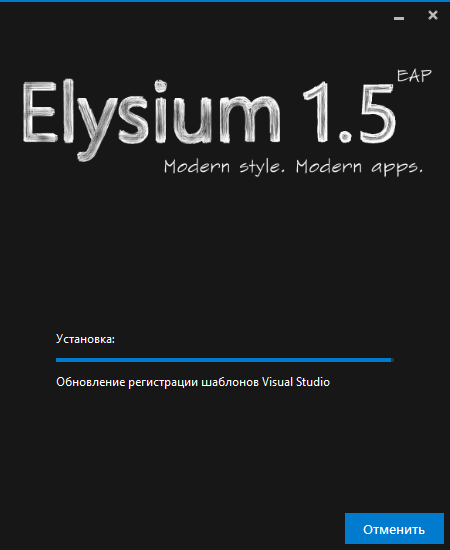 Elysium 1.5 EAP
Modern style. Modern apps.
Установка:
Обновление регистрации шаблонов Visual Studio
Отменить